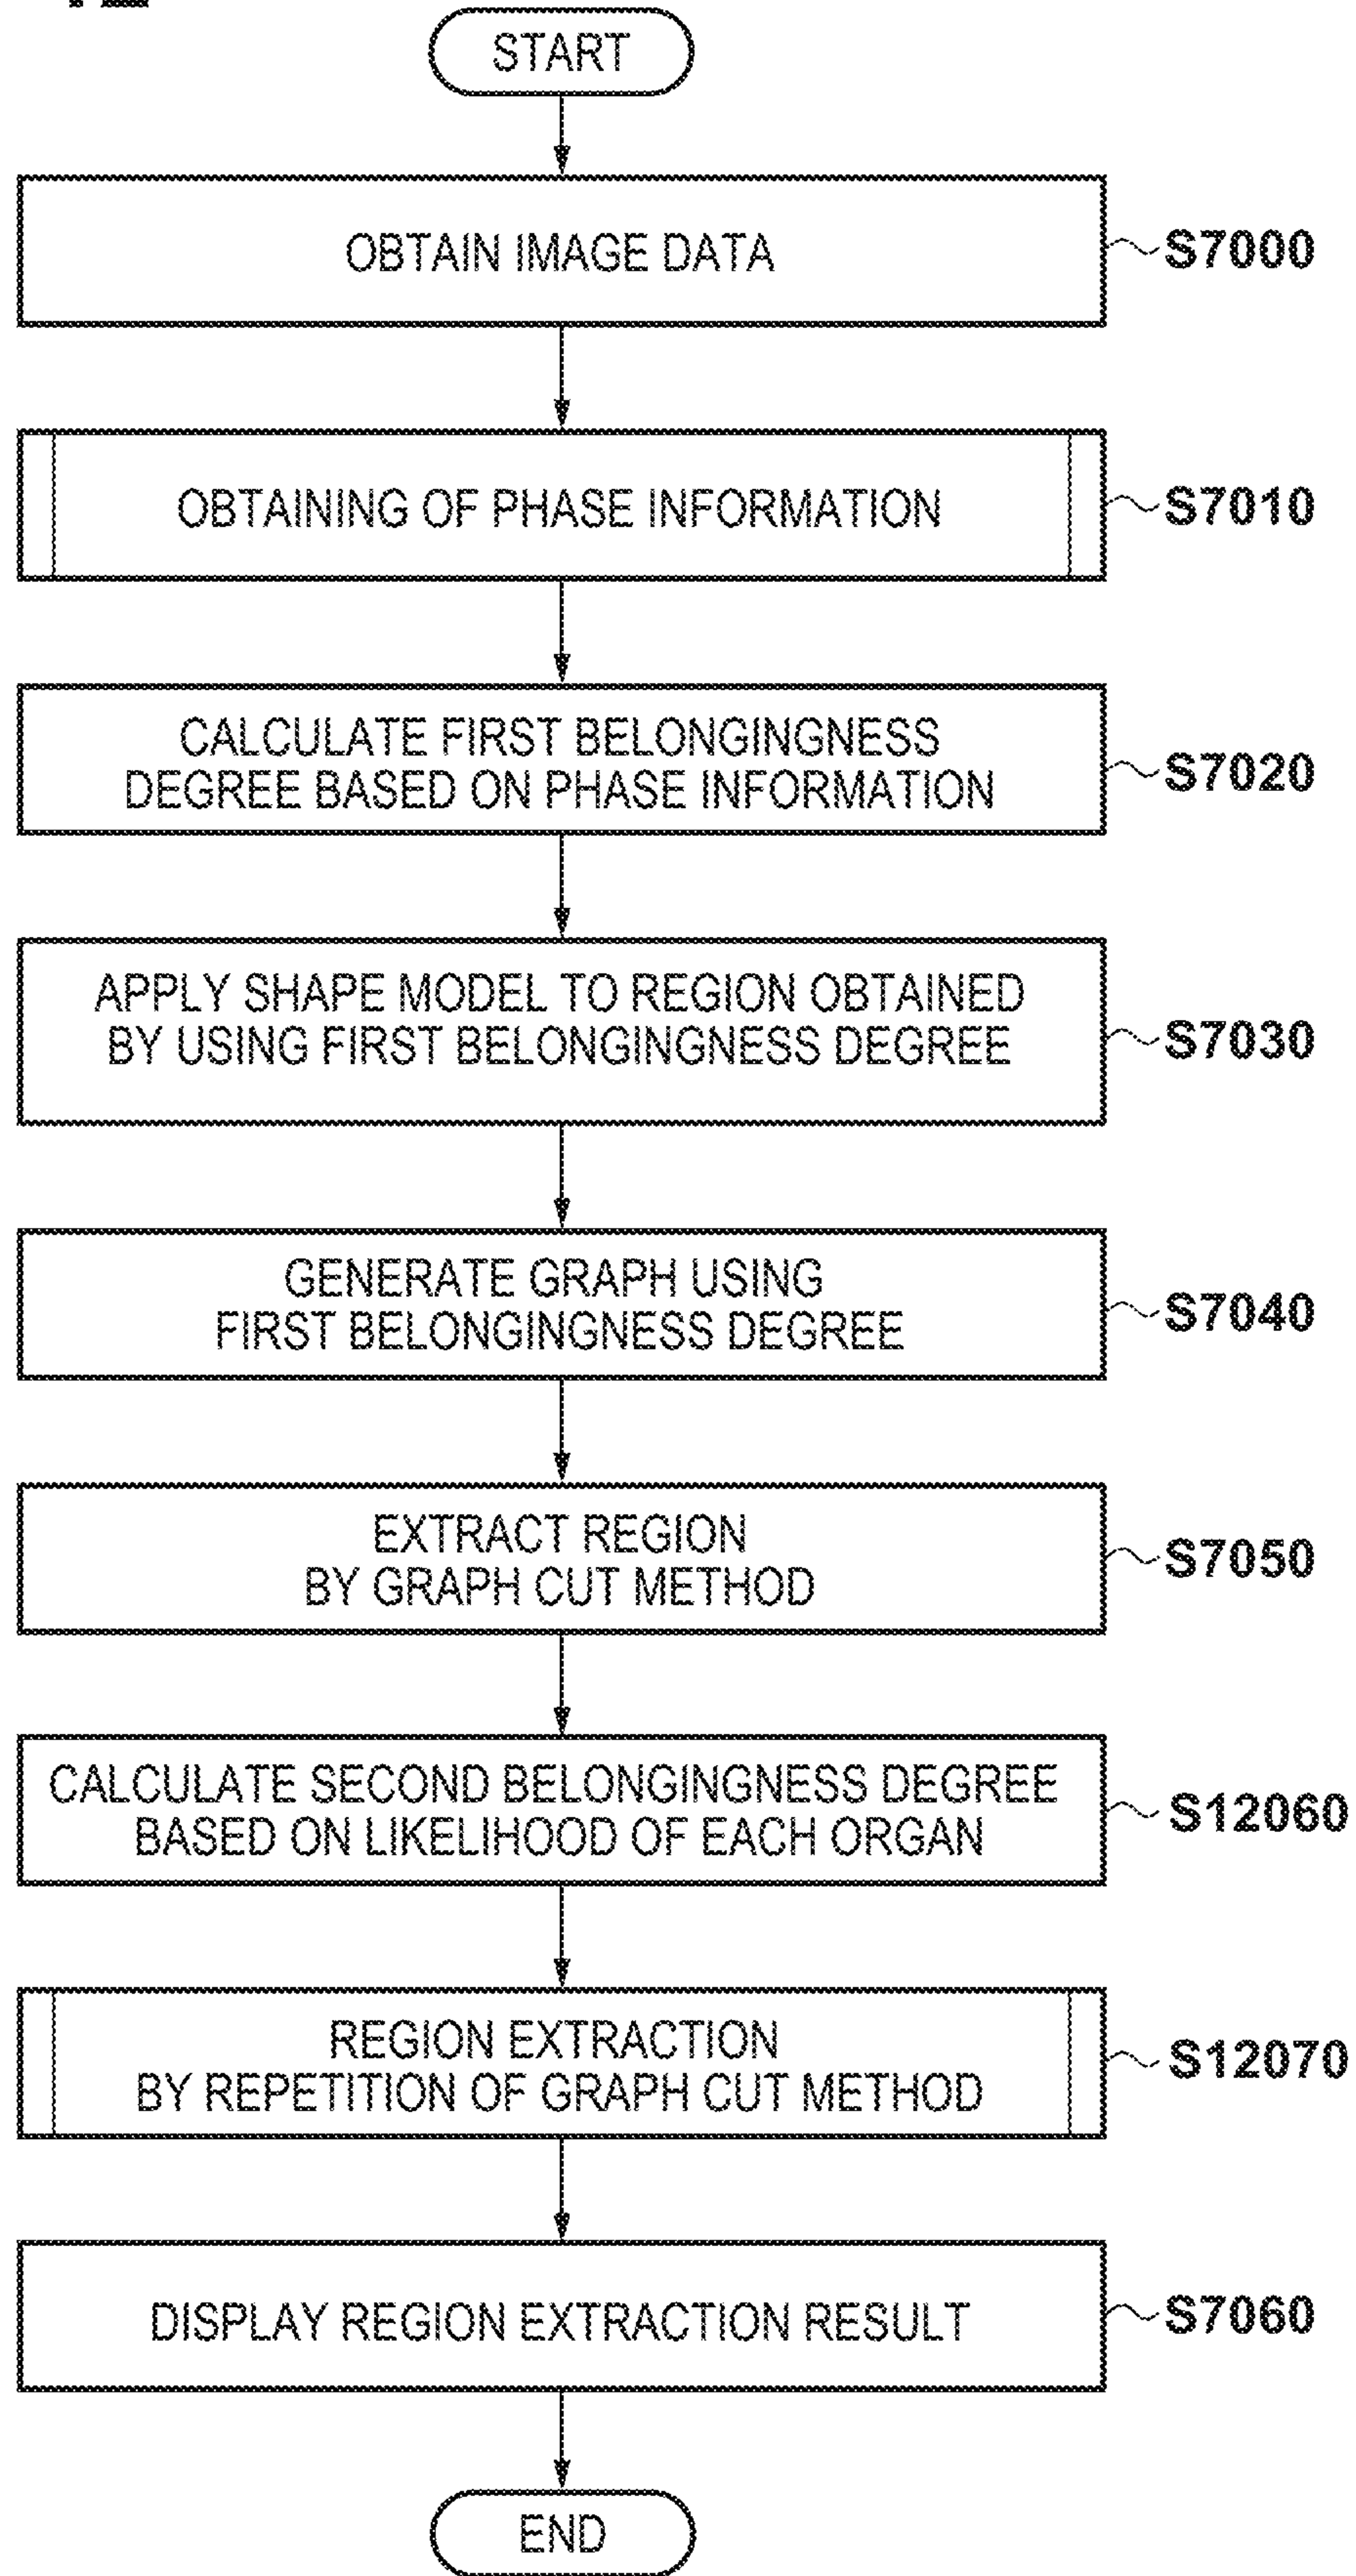 START
OBTAIN IMAGE DATA
S7000
OBTAINING OF PHASE INFORMATION
S7010
CALCULATE FIRST BELONGINGNESS
DEGREE BASED ON PHASE INFORMATION
S7020
APPLY SHAPE MODEL TO REGION OBTAINED
BY USING FIRST BELONGINGNESS DEGREE
S7030
GENERATE GRAPH USING
FIRST BELONGINGNESS DEGREE
S7040
EXTRACT REGION
BY GRAPH CUT METHOD
S7050
CALCULATE SECOND BELONGINGNESS DEGREE
BASED ON LIKELIHOOD OF EACH ORGAN
S12060
REGION EXTRACTION
BY REPETITION OF GRAPH CUT METHOD
S12070
DISPLAY REGION EXTRACTION RESULT
S7060
END